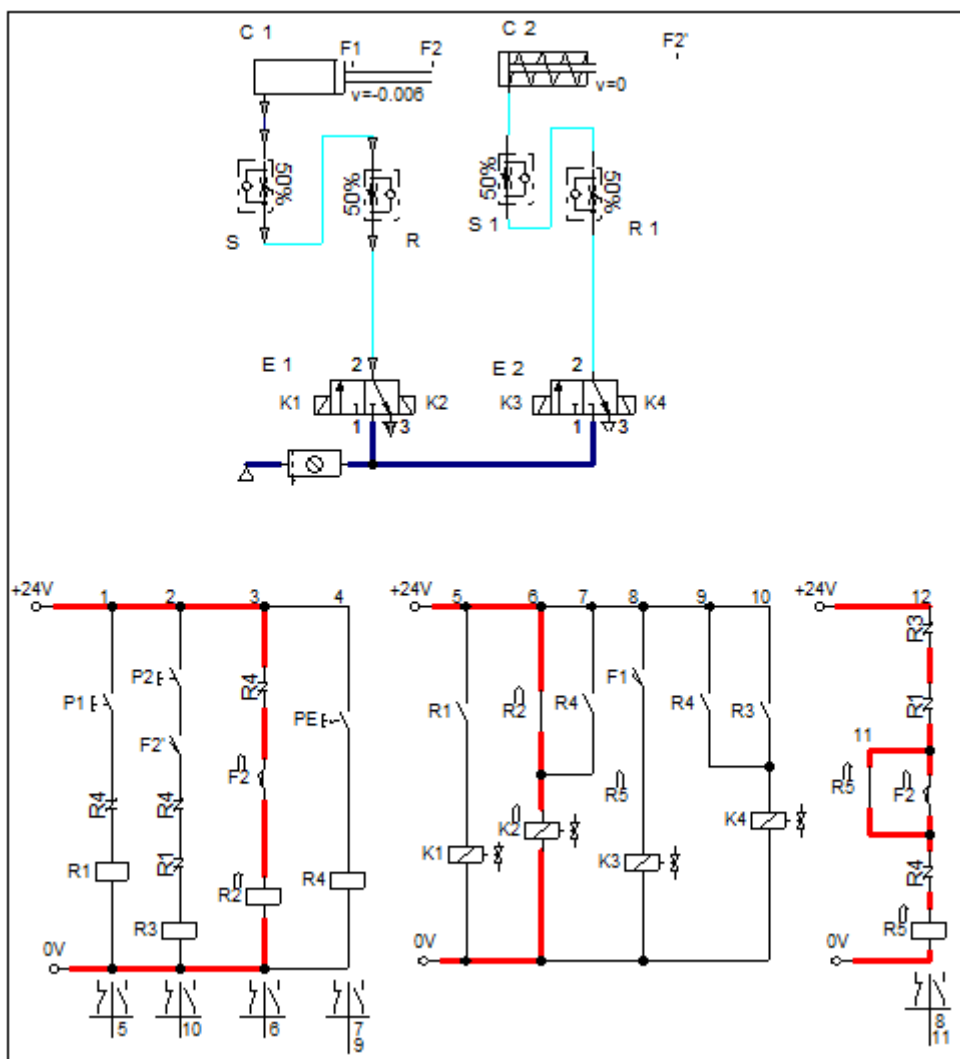 C 1
C 2
F1
F2
F2'
v=-0.006
v=0
50%
50%
50%
50%
S
R
S 1
R 1
E 1
2
E 2
2
K1
K2
K3
K4
1
3
1
3
+24V
1
2
3
4
+24V
5
6
7
8
9
10
+24V
12
R3
P1
P2
R4
PE
R1
R2
R4
F1
R4
R3
R1
F2'
F2
R5
11
R5
F2
R4
R4
K2
K4
R1
R1
R2
R4
K1
K3
R4
R3
R5
0V
0V
0V
5
10
6
7
9
8
11